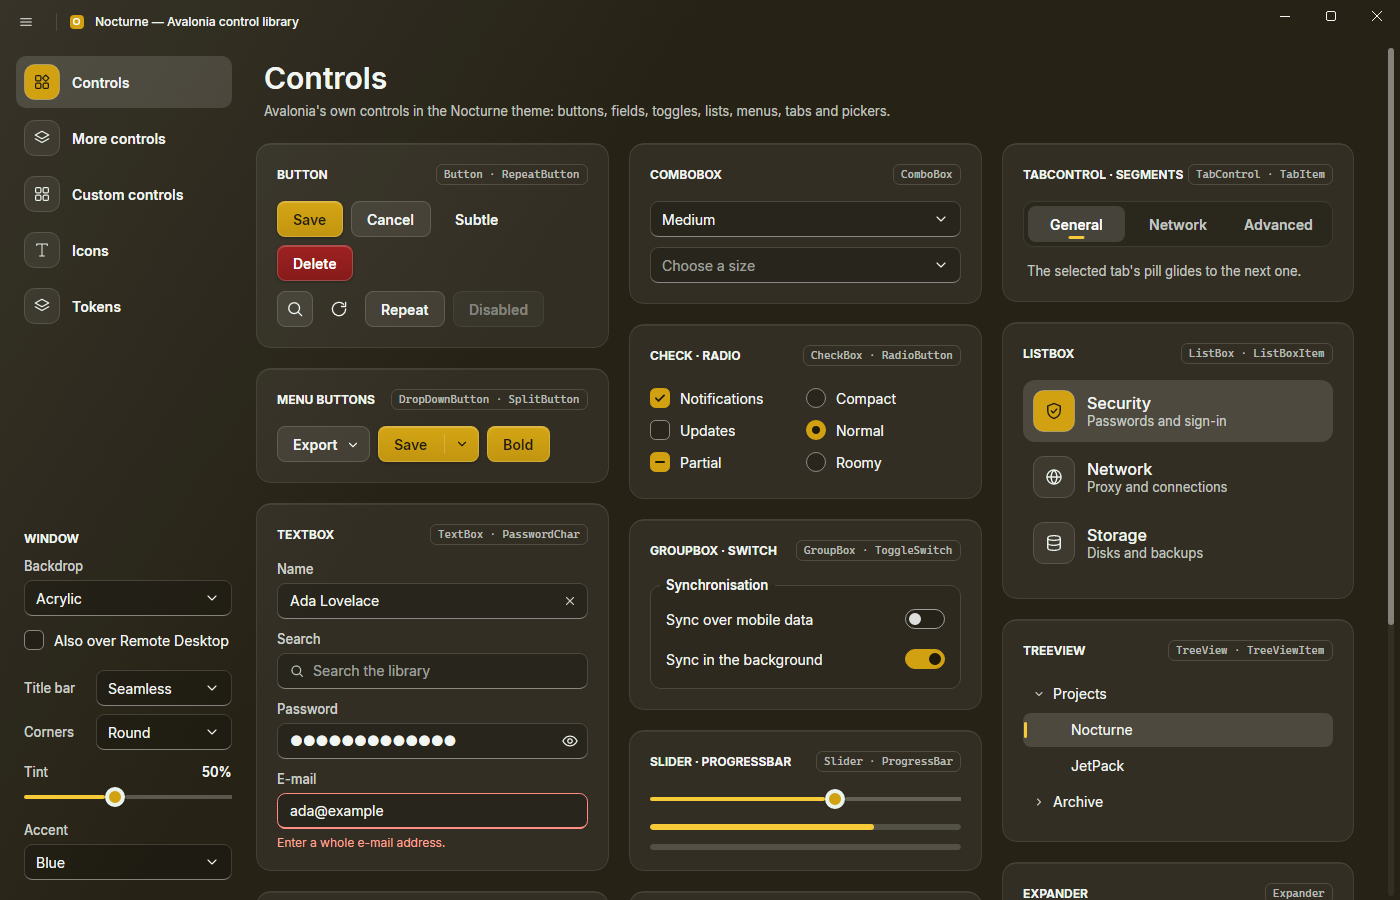 Nocturne — Avalonia control library
Controls
More controls
Custom controls
Icons
Tokens
WINDOW
Backdrop
Acrylic
Also over Remote Desktop
Title bar
Seamless
Corners
Round
Tint
50%
Accent
Blue
Controls
Avalonia's own controls in the Nocturne theme: buttons, fields, toggles, lists, menus, tabs and pickers.
BUTTON
Button · RepeatButton
Save
Cancel
Subtle
Delete
Repeat
Disabled
MENU BUTTONS
DropDownButton · SplitButton
Export
Save
Bold
TEXTBOX
TextBox · PasswordChar
Name
Ada Lovelace
Search
Search the library
Password
E-mail
ada@example
Enter a whole e-mail address.
COMBOBOX
ComboBox
Medium
Choose a size
CHECK · RADIO
CheckBox · RadioButton
Notifications
Compact
Updates
Normal
Partial
Roomy
GROUPBOX · SWITCH
GroupBox · ToggleSwitch
Synchronisation
Sync over mobile data
Sync in the background
SLIDER · PROGRESSBAR
Slider · ProgressBar
TABCONTROL · SEGMENTS
TabControl · TabItem
General
Network
Advanced
The selected tab's pill glides to the next one.
LISTBOX
ListBox · ListBoxItem
Security
Passwords and sign-in
Network
Proxy and connections
Storage
Disks and backups
TREEVIEW
TreeView · TreeViewItem
Projects
Nocturne
JetPack
Archive
EXPANDER
Expander